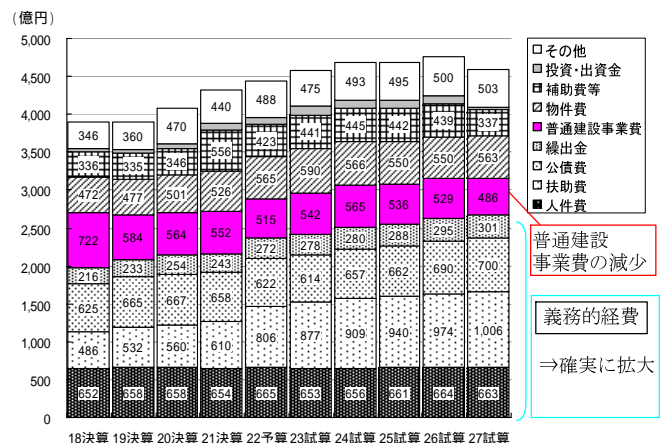 (億円)
5,000
4,500
4,000
3,500
3,000
2,500
2,000
1,500
1,000
500
0
346 360 470 440 488 475 493 495 500 503
336 335 346 556 423 441 445 442 439 337
472 477 501 526 565 590 566 550 550 563
722 584 564 552 515 542 565 536 529 486
216 233 254 243 272 278 280 288 295 301
625 665 667 658 622 614 657 662 690 700
486 532 560 610 806 877 909 940 974 1,006
652 658 658 654 665 653 656 661 664 663
18決算 19決算 20決算 21決算 22予算 23試算 24試算 25試算 26試算 27試算
その他
投資・出資金
補助費等
物件費
普通建設事業費
繰出金
公債費
扶助費
人件費
普通建設
事業費の減少
義務的経費
⇒確実に拡大